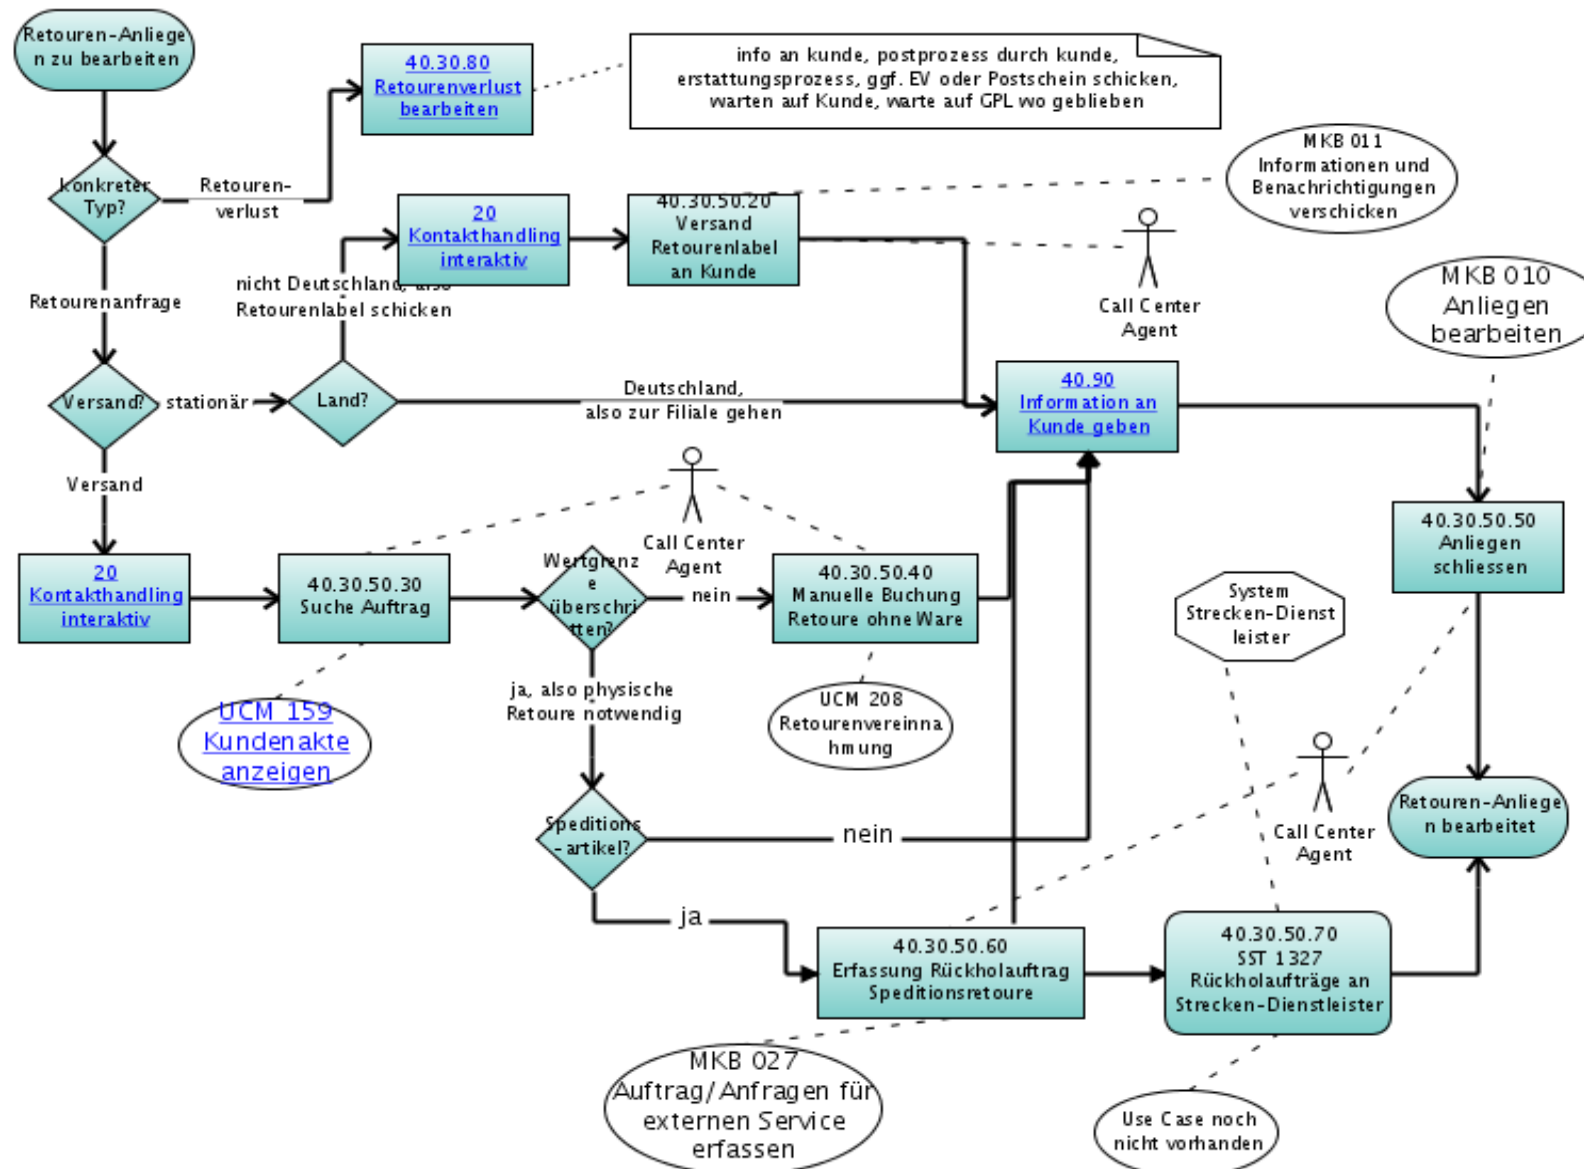 Retouren-Anliege
n zu bearbeiten
40.30.80
Retourenverlust
bearbeiten
info an kunde, postprozess durch kunde,
erstattungsprozess, ggf. EV oder Postschein schicken,
warten auf Kunde, warte auf GPL wo geblieben
konkreter
Typ?
Retouren-
verlust
MKB 011
Informationen und
Benachrichtigungen
verschicken
20
Kontakthandling
interaktiv
40.30.50.20
Versand
Retourenlabel
an Kunde
Call Center
Agent
nicht Deutschland, also
Retourenlabel schicken
Retourenanfrage
MKB 010
Anliegen
bearbeiten
Versand?
stationär
Land?
Deutschland,
also zur Filiale gehen
40.90
Information an
Kunde geben
Versand
20
Kontakthandling
interaktiv
40.30.50.30
Suche Auftrag
Wertgrenz
e
überschri
tten?
nein
Call Center
Agent
40.30.50.40
Manuelle Buchung
Retoure ohne Ware
40.30.50.50
Anliegen
schliessen
System
Strecken-Dienst
leister
UCM 159
Kundenakte
anzeigen
ja, also physische
Retoure notwendig
UCM 208
Retourenvereinna
hmung
Speditions
-artikel?
nein
Call Center
Agent
Retouren-Anliege
n bearbeitet
ja
40.30.50.60
Erfassung Rückholauftrag
Speditionsretoure
40.30.50.70
SST 1327
Rückholaufträge an
Strecken-Dienstleister
MKB 027
Auftrag/Anfragen für
externen Service
erfassen
Use Case noch
nicht vorhanden